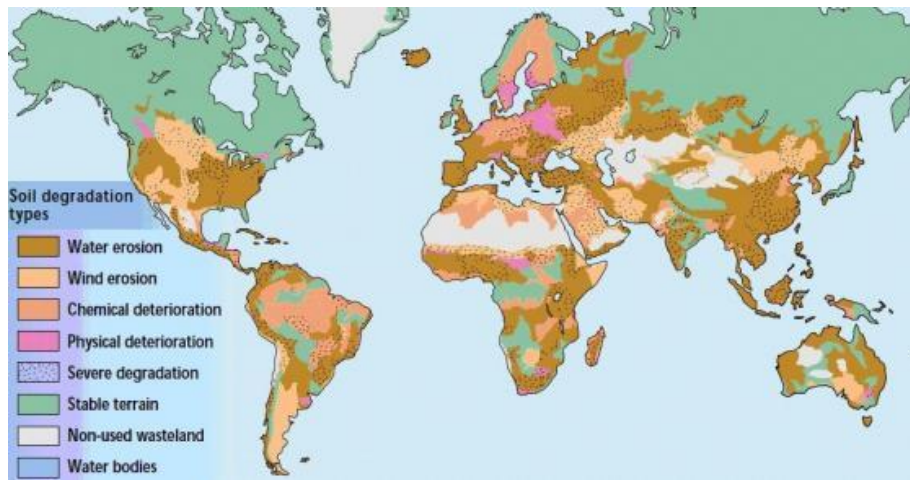 Soil degradation
types
Water erosion
Wind erosion
Chemical deterioration
Physical deterioration
Severe degradation
Stable terrain
Non-used wasteland
Water bodies